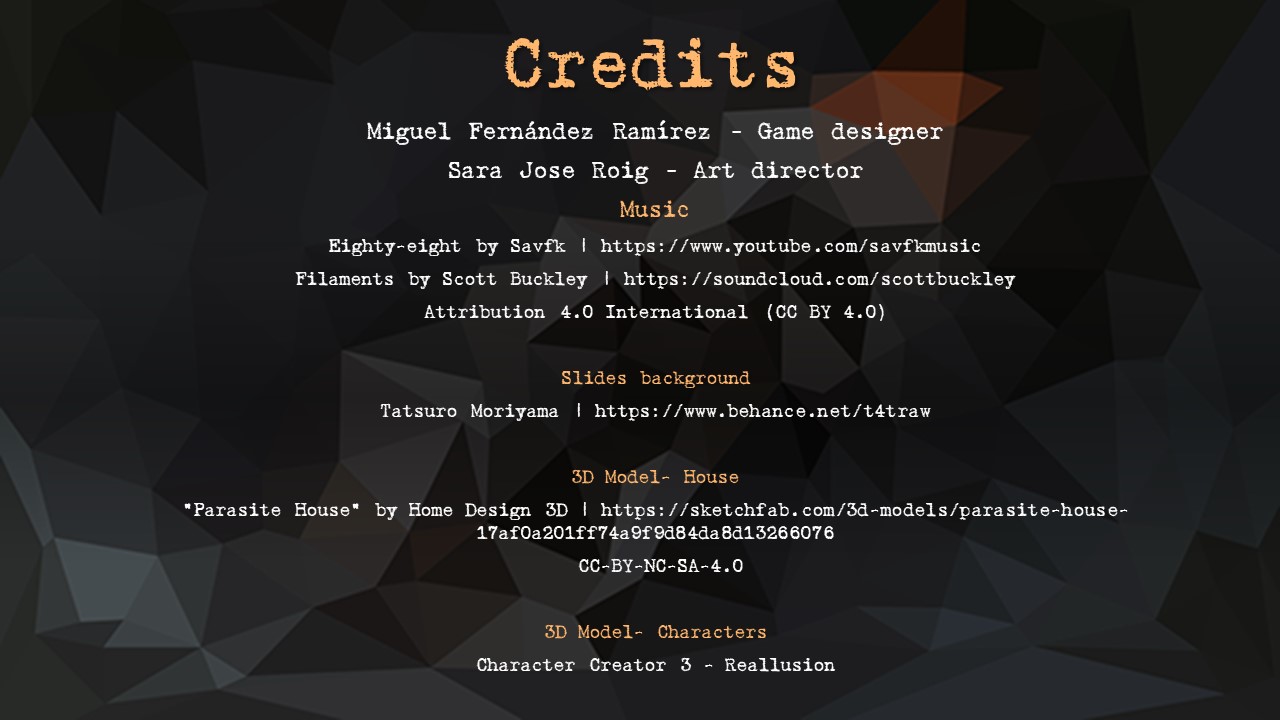 Credits
Miguel Fernández Ramírez - Game designer
Sara Jose Roig - Art director
Music
Eighty-eight by Savfk | https://www.youtube.com/savfkmusic
Filaments by Scott Buckley | https://soundcloud.com/scottbuckley
Attribution 4.0 International (CC BY 4.0)
Slides background
Tatsuro Moriyama | https://www.behance.net/t4traw
3D Model- House
"Parasite House" by Home Design 3D | https://sketchfab.com/3d-models/parasite-house-
17af0a201ff74a9f9d84da8d13266076
CC-BY-NC-SA-4.0
3D Model- Characters
Character Creator 3 - Reallusion